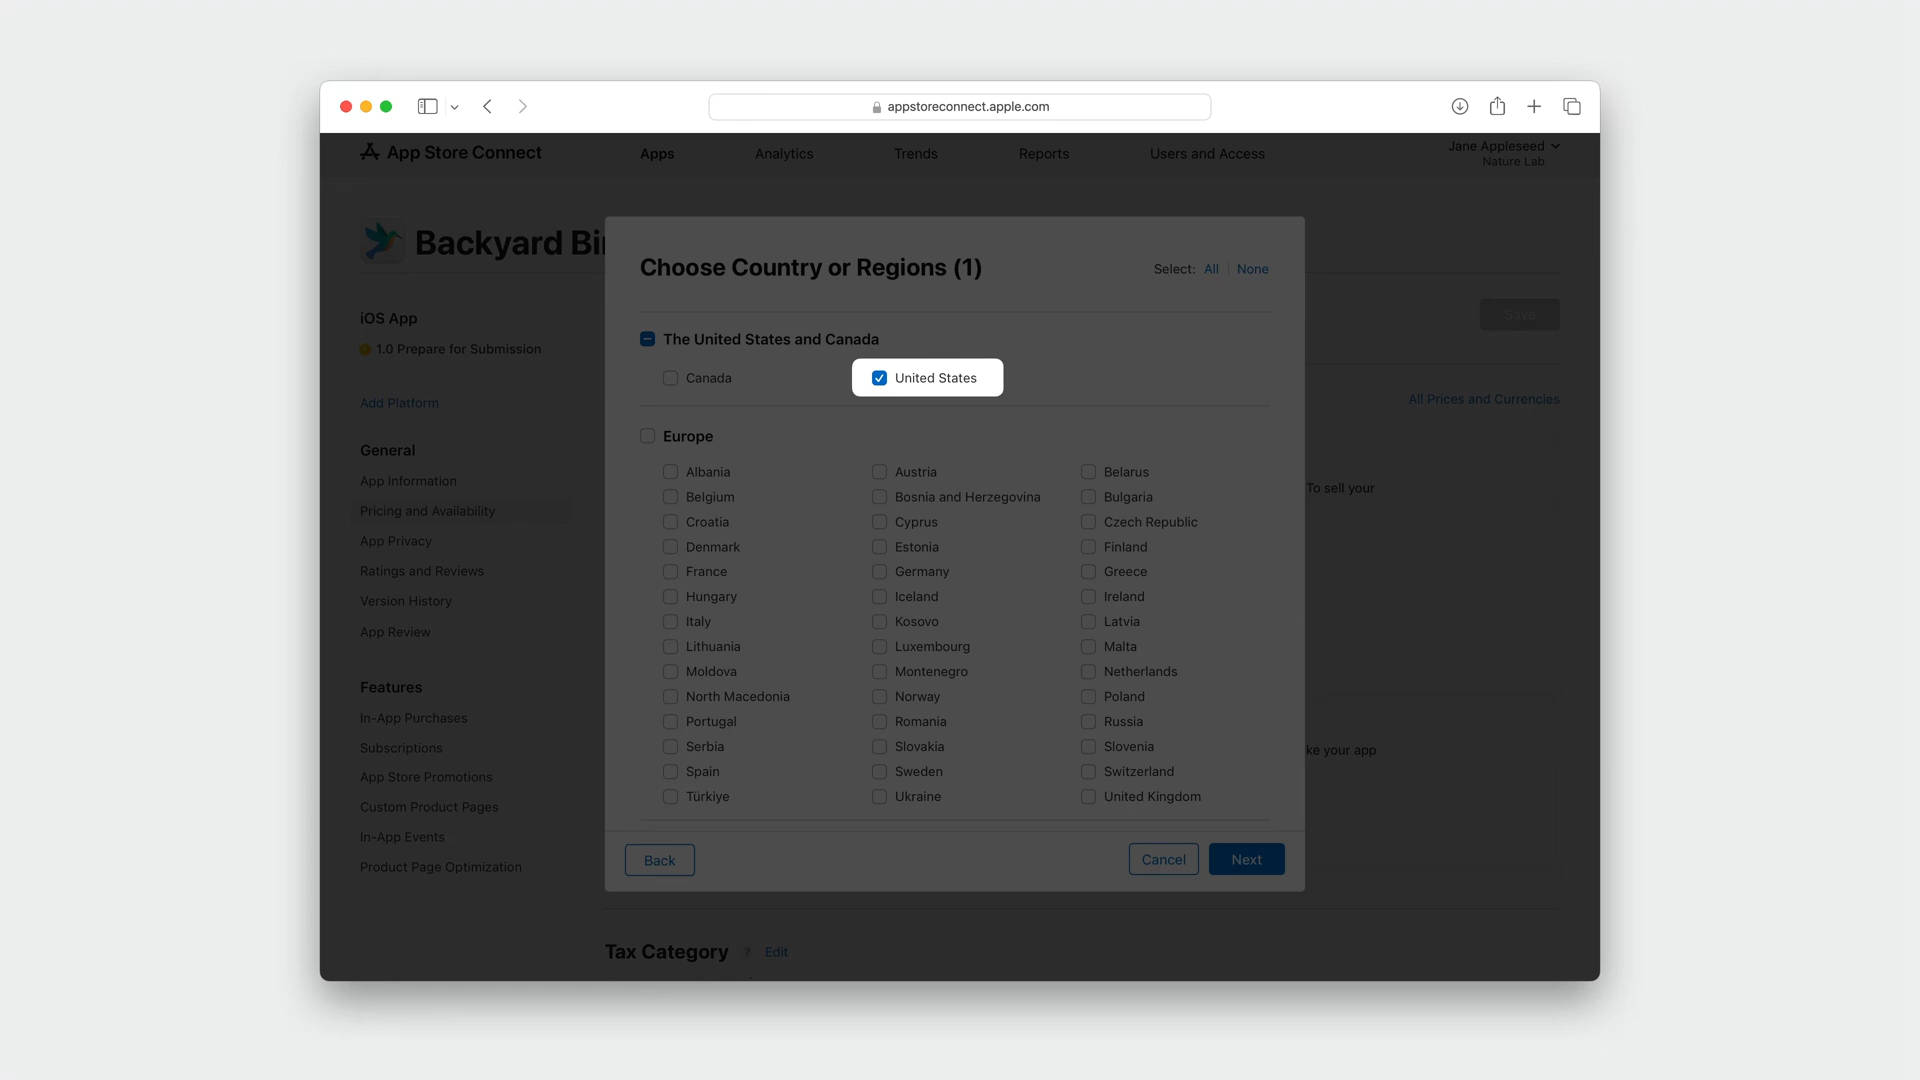 appstoreconnect.apple.com
App Store Connect
Apps
Analytics
Trends
Reports
Users and Access
Jane Appleseed
Nature Lab
Backyard Bir
iOS App
1.0 Prepare for Submission
Add Platform
General
App Information
Pricing and Availability
App Privacy
Ratings and Reviews
Version History
App Review
Features
In-App Purchases
Subscriptions
App Store Promotions
Custom Product Pages
In-App Events
Product Page Optimization
Choose Country or Regions (1)
Select: All | None
The United States and Canada
Canada
United States
Europe
Albania
Austria
Belarus
Belgium
Bosnia and Herzegovina
Bulgaria
Croatia
Cyprus
Czech Republic
Denmark
Estonia
Finland
France
Germany
Greece
Hungary
Iceland
Ireland
Italy
Kosovo
Latvia
Lithuania
Luxembourg
Malta
Moldova
Montenegro
Netherlands
North Macedonia
Norway
Poland
Portugal
Romania
Russia
Serbia
Slovakia
Slovenia
Spain
Sweden
Switzerland
Türkiye
Ukraine
United Kingdom
Back
Cancel
Next
Save
All Prices and Currencies
To sell your
ke your app
Tax Category ? Edit